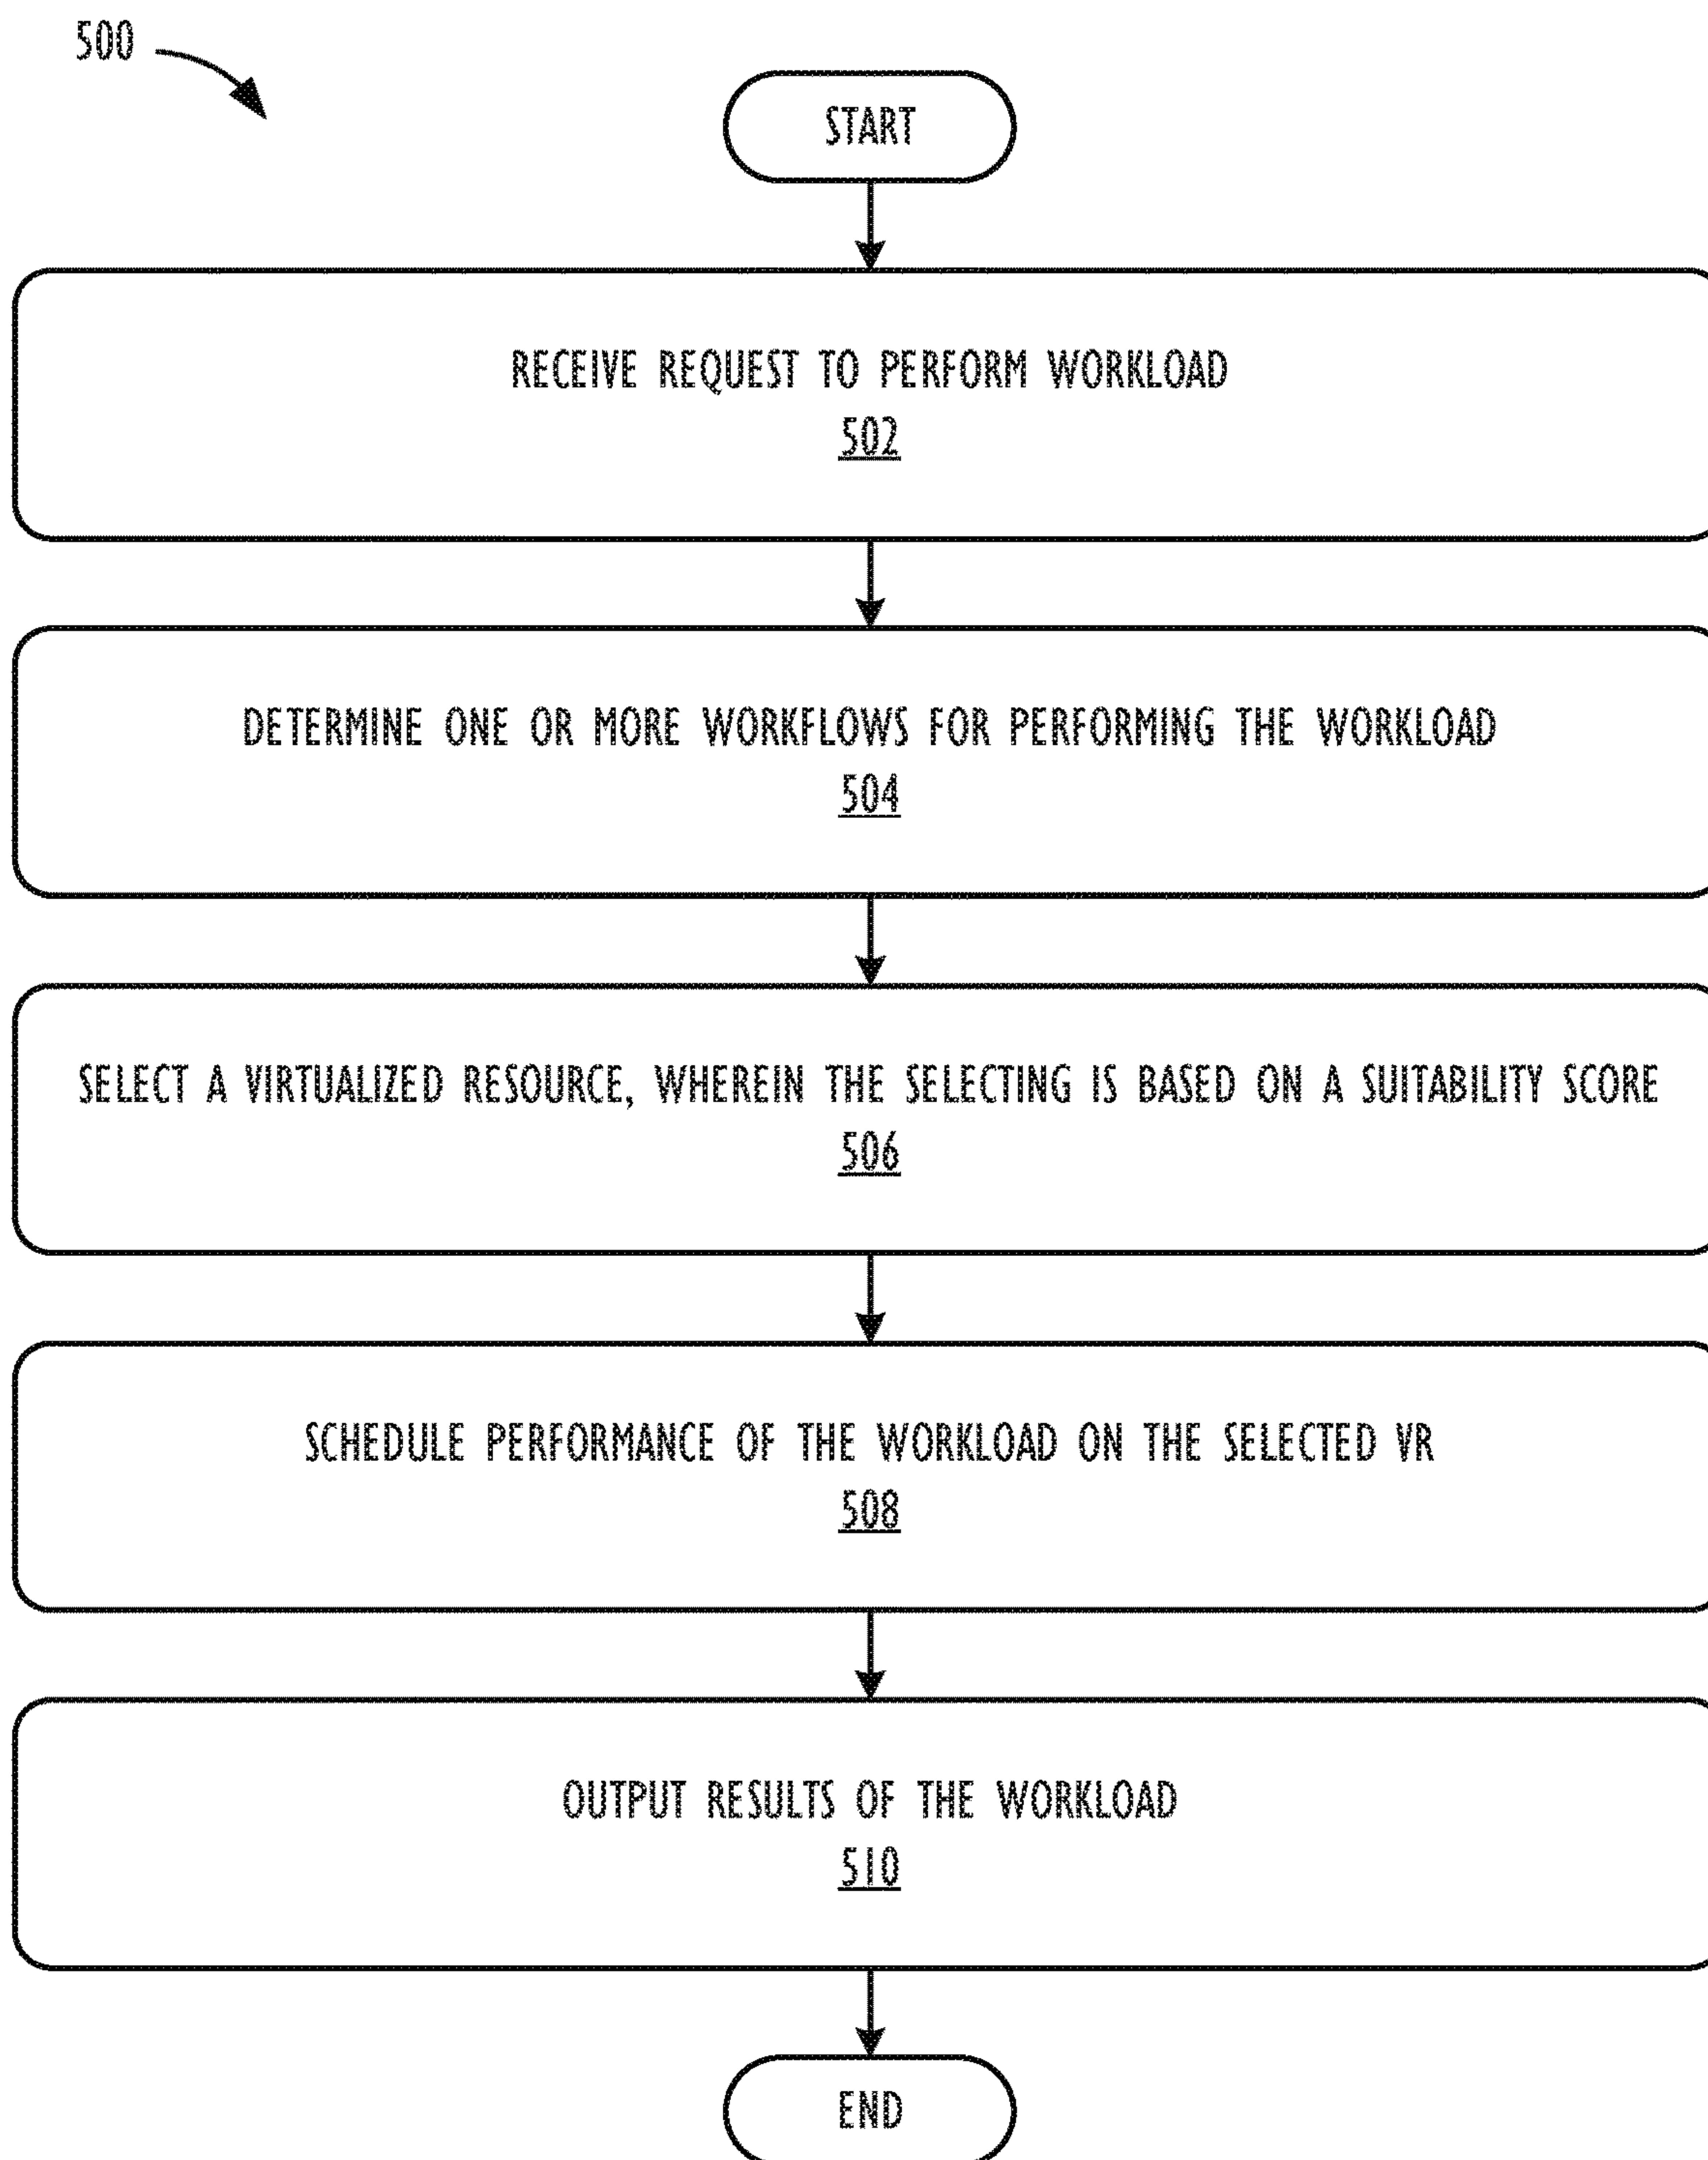 500
START
RECEIVE REQUEST TO PERFORM WORKLOAD
502
DETERMINE ONE OR MORE WORKFLOWS FOR PERFORMING THE WORKLOAD
504
SELECT A VIRTUALIZED RESOURCE, WHEREIN THE SELECTING IS BASED ON A SUITABILITY SCORE
506
SCHEDULE PERFORMANCE OF THE WORKLOAD ON THE SELECTED VR
508
OUTPUT RESULTS OF THE WORKLOAD
510
END